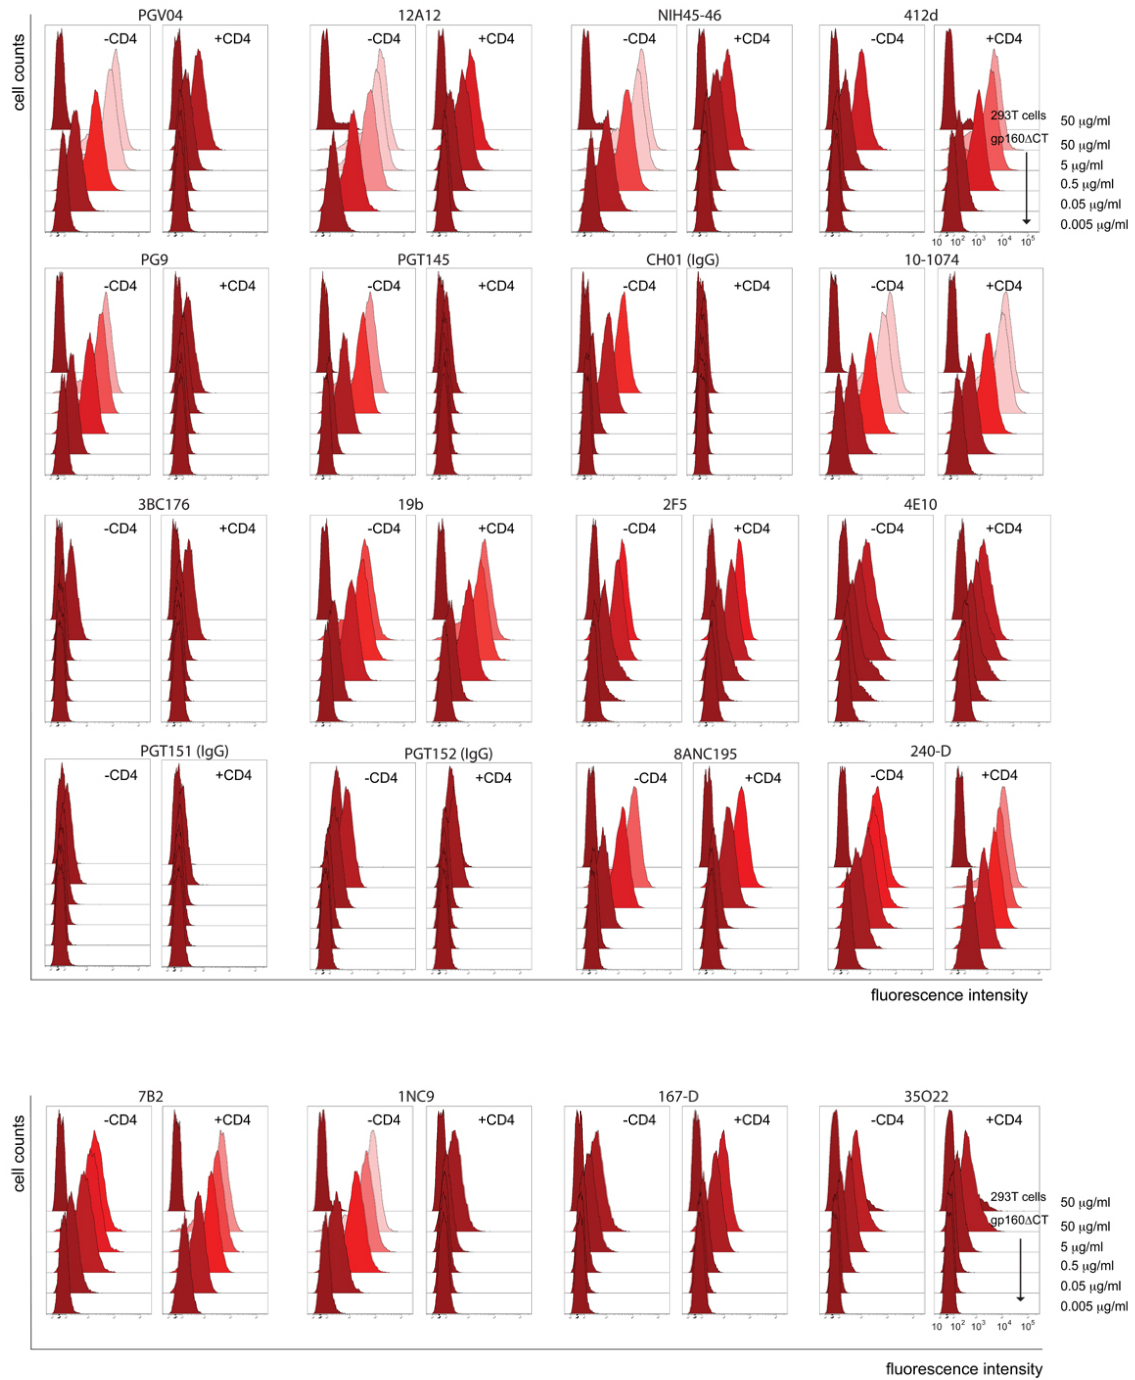 PGV04 12A12 NIH45-46 412d
-CD4 +CD4 -CD4 +CD4 -CD4 +CD4 -CD4 +CD4
cell counts
293T cells 50 μg/ml
gp160ΔCT 50 μg/ml
5 μg/ml
0.5 μg/ml
0.05 μg/ml
0.005 μg/ml
10 10² 10³ 10⁴ 10⁵
PG9 PGT145 CH01 (IgG) 10-1074
-CD4 +CD4 -CD4 +CD4 -CD4 +CD4 -CD4 +CD4
3BC176 19b 2F5 4E10
-CD4 +CD4 -CD4 +CD4 -CD4 +CD4 -CD4 +CD4
PGT151 (IgG) PGT152 (IgG) 8ANC195 240-D
-CD4 +CD4 -CD4 +CD4 -CD4 +CD4 -CD4 +CD4
fluorescence intensity
7B2 1NC9 167-D 35O22
-CD4 +CD4 -CD4 +CD4 -CD4 +CD4 -CD4 +CD4
cell counts
293T cells 50 μg/ml
gp160ΔCT 50 μg/ml
5 μg/ml
0.5 μg/ml
0.05 μg/ml
0.005 μg/ml
10 10² 10³ 10⁴ 10⁵
fluorescence intensity